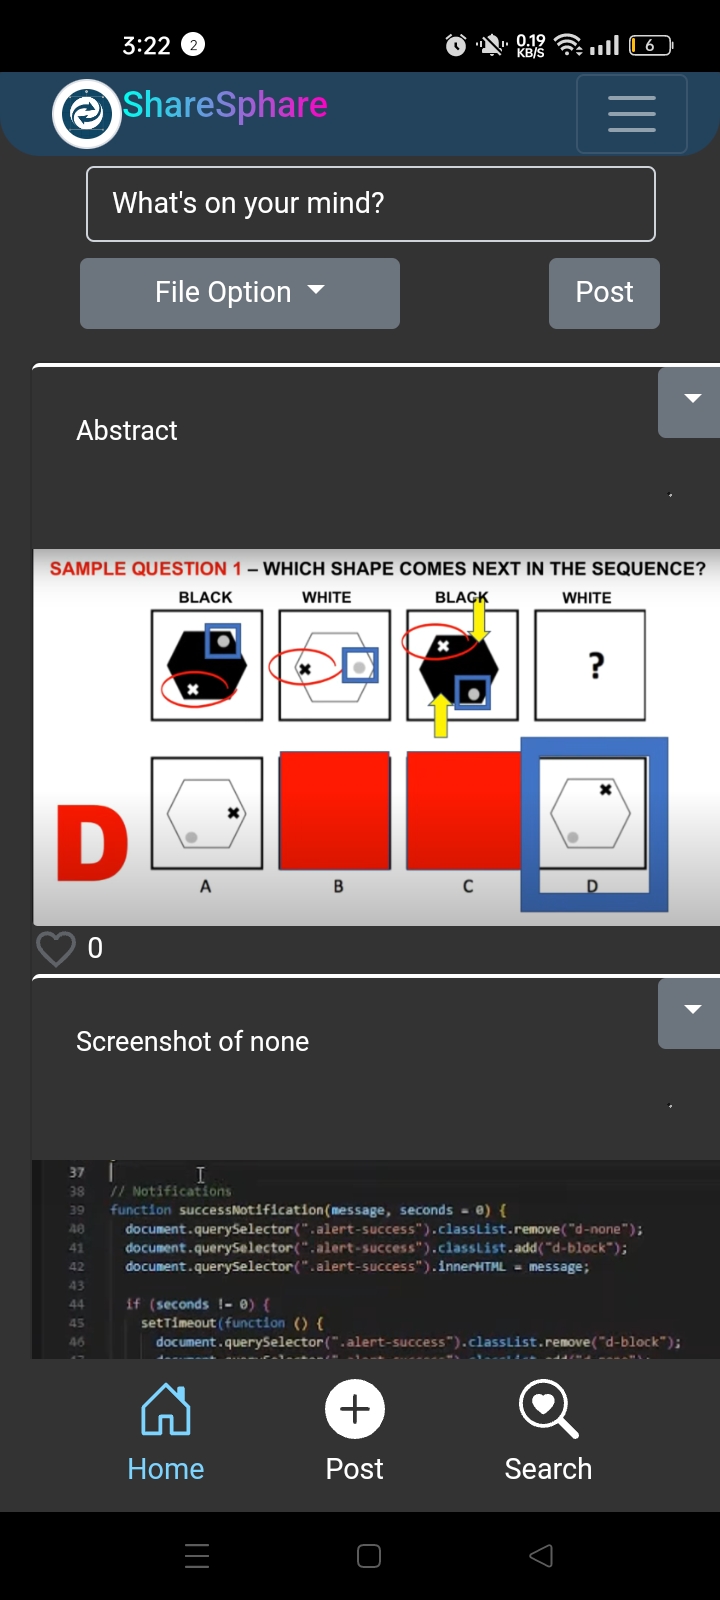 3:22 2 0.19 KB/S 6
ShareSphare
What's on your mind?
File Option Post
Abstract
SAMPLE QUESTION 1 – WHICH SHAPE COMES NEXT IN THE SEQUENCE?
BLACK WHITE BLACK WHITE
?
D
A B C D
0
Screenshot of none
37
38 // Notifications
39 function successNotification(message, seconds = 0) {
40 document.querySelector(".alert-success").classList.remove("d-none");
41 document.querySelector(".alert-success").classList.add("d-block");
42 document.querySelector(".alert-success").innerHTML = message;
43
44 if (seconds != 0) {
45 setTimeout(function () {
46 document.querySelector(".alert-success").classList.remove("d-block");
Home Post Search